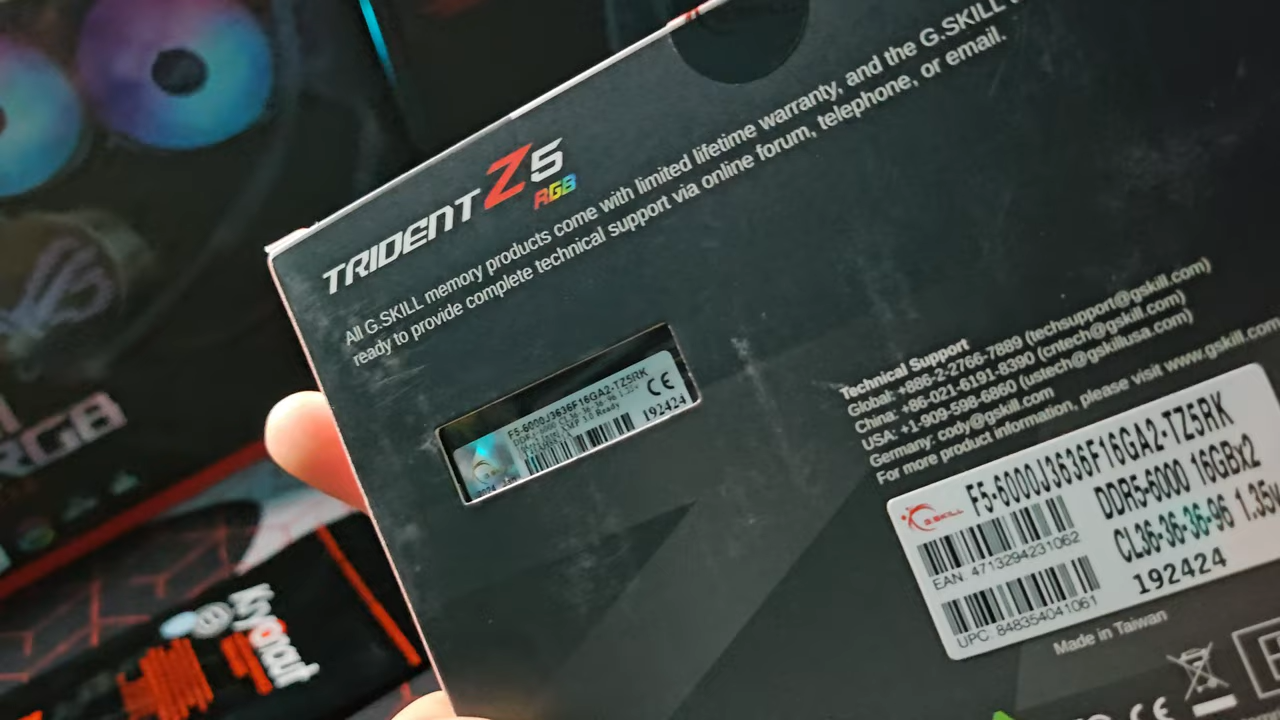 TRIDENT Z5
RGB
All G.SKILL memory products come with limited lifetime warranty, and the G.SKILL
ready to provide complete technical support via online forum, telephone, or email.
F5-6000J3636F16GA2-TZ5RK
CE
192424
Technical Support
Global: +886-2-2766-7889 (techsupport@gskill.com)
China: +86-021-6191-8390 (cntech@gskill.com)
USA: +1-909-598-6860 (ustech@gskillusa.com)
Germany: cody@gskill.com
For more product information, please visit www.gskill.com
G.SKILL
F5-6000J3636F16GA2-TZ5RK
DDR5-6000 16GBx2
CL36-36-36-96 1.35v
192424
EAN: 4713294231062
UPC: 848354041061
Made in Taiwan
CE
RGB
Kryonaut